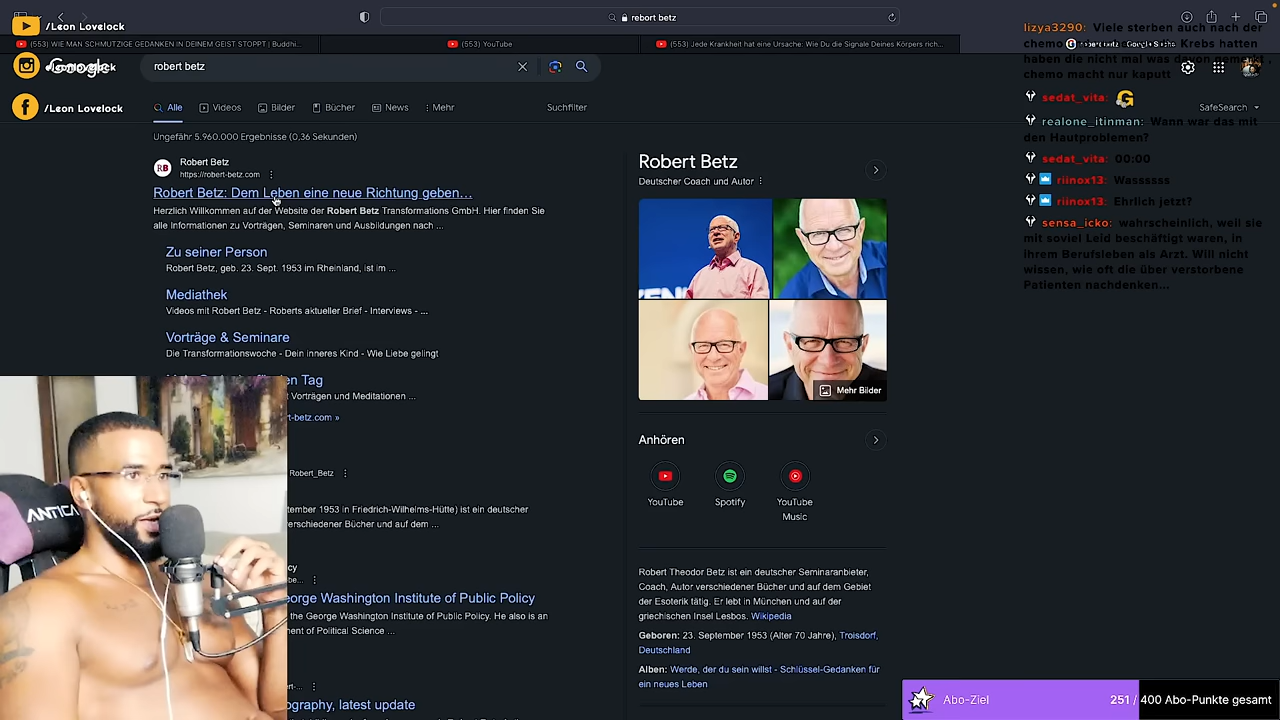 /Leon Lovelock
rebort betz
(553) WIE MAN SCHMUTZIGE GEDANKEN IN DEINEM GEIST STOPPT | Buddhi...
(553) YouTube
(553) Jede Krankheit hat eine Ursache: Wie Du die Signale Deines Körpers rich...
Google
robert betz
/Leon Lovelock
Alle
Videos
Bilder
Bücher
News
Mehr
Suchfilter
SafeSearch
Ungefähr 5.960.000 Ergebnisse (0,36 Sekunden)
RB
Robert Betz
https://robert-betz.com
Robert Betz: Dem Leben eine neue Richtung geben...
Herzlich Willkommen auf der Website der Robert Betz Transformations GmbH. Hier finden Sie
alle Informationen zu Vorträgen, Seminaren und Ausbildungen nach ...
Zu seiner Person
Robert Betz, geb. 23. Sept. 1953 im Rheinland, ist im ...
Mediathek
Videos mit Robert Betz - Roberts aktueller Brief - Interviews - ...
Vorträge & Seminare
Die Transformationswoche - Dein inneres Kind - Wie Liebe gelingt
en Tag
Vorträgen und Meditationen ...
rt-betz.com »
Robert_Betz
tember 1953 in Friedrich-Wilhelms-Hütte) ist ein deutscher
verschiedener Bücher und auf dem ...
cy
be...
eorge Washington Institute of Public Policy
the George Washington Institute of Public Policy. He also is an
ment of Political Science ...
rt-...
ography, latest update
ANTICA
Robert Betz
Deutscher Coach und Autor
Mehr Bilder
Anhören
YouTube
Spotify
YouTube
Music
Robert Theodor Betz ist ein deutscher Seminaranbieter,
Coach, Autor verschiedener Bücher und auf dem Gebiet
der Esoterik tätig. Er lebt in München und auf der
griechischen Insel Lesbos. Wikipedia
Geboren: 23. September 1953 (Alter 70 Jahre), Troisdorf,
Deutschland
Alben: Werde, der du sein willst - Schlüssel-Gedanken für
ein neues Leben
lizya3290: Viele sterben auch nach der
chemo Krebs hatten
haben die nicht mal was davon gemerkt ,
chemo macht nur kaputt
sedat_vita:
realone_itinman: Wann war das mit
den Hautproblemen?
sedat_vita: 00:00
riinox13: Wassssss
riinox13: Ehrlich jetzt?
sensa_icko: wahrscheinlich, weil sie
mit soviel Leid beschäftigt waren, in
ihrem Berufsleben als Arzt. Will nicht
wissen, wie oft die über verstorbene
Patienten nachdenken...
Abo-Ziel
251 / 400 Abo-Punkte gesamt